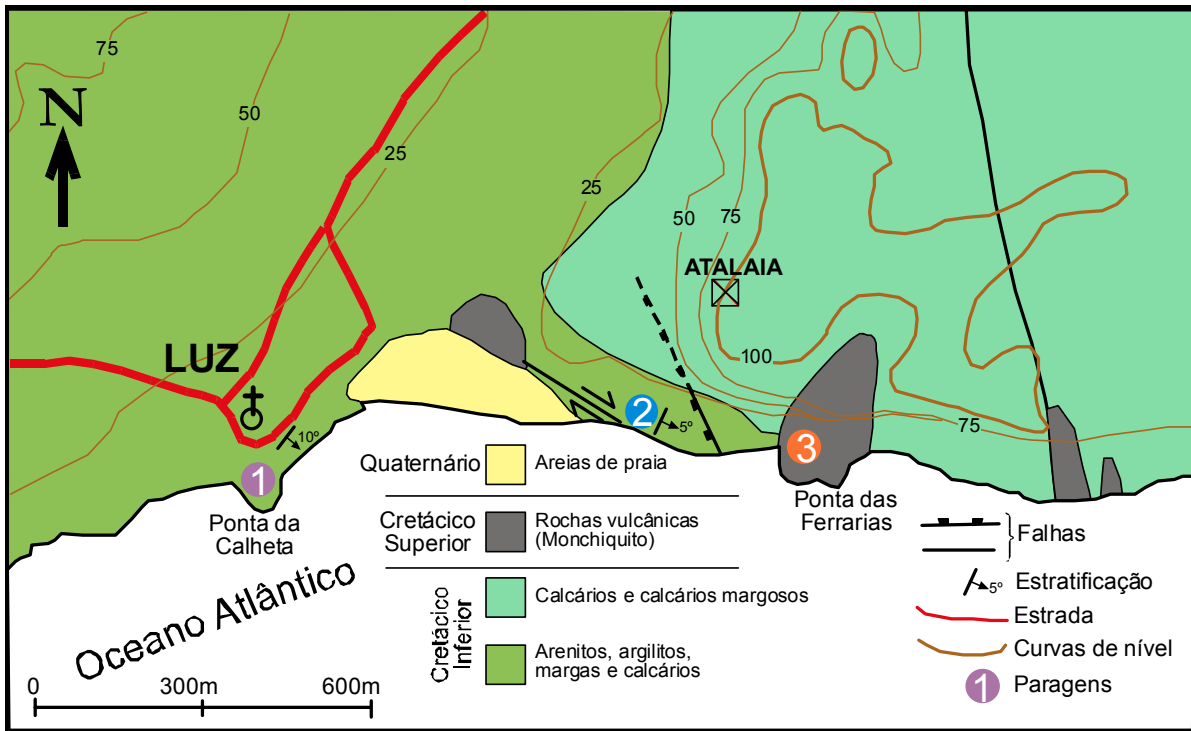 75
N
50
25
25
50
75
ATALAIA
LUZ
100
10º
2
5º
75
1
3
Ponta da
Calheta
Ponta das
Ferrarias
Oceano Atlântico
Quaternário
Areias de praia
Cretácico
Superior
Rochas vulcânicas
(Monchiquito)
Cretácico
Inferior
Calcários e calcários margosos
Arenitos, argilitos,
margas e calcários
Falhas
5º
Estratificação
Estrada
Curvas de nível
1
Paragens
0
300m
600m